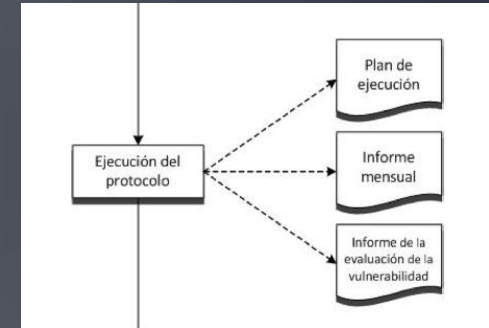 Plan de
ejecución
Ejecución del
protocolo
Informe
mensual
Informe de la
evaluación de la
vulnerabilidad